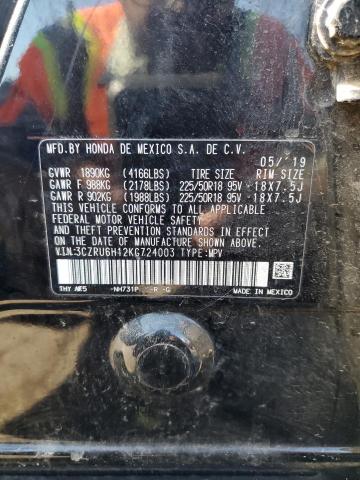 MFD.BY HONDA DE MEXICO S.A. DE C.V.
05/'19
GVWR 1890KG (4166LBS) TIRE SIZE RIM SIZE
GAWR F 988KG (2178LBS) 225/50R18 95V - 18X7.5J
GAWR R 902KG (1988LBS) 225/50R18 95V - 18X7.5J
THIS VEHICLE CONFORMS TO ALL APPLICABLE
FEDERAL MOTOR VEHICLE SAFETY, BUMPER, AND
THEFT PREVENTION STANDARDS IN EFFECT ON
THE DATE OF MANUFACTURE SHOWN ABOVE.
V.I.N:3CZRU6H12KG724003 TYPE:MPV
THY NH731P -R -G MADE IN MEXICO